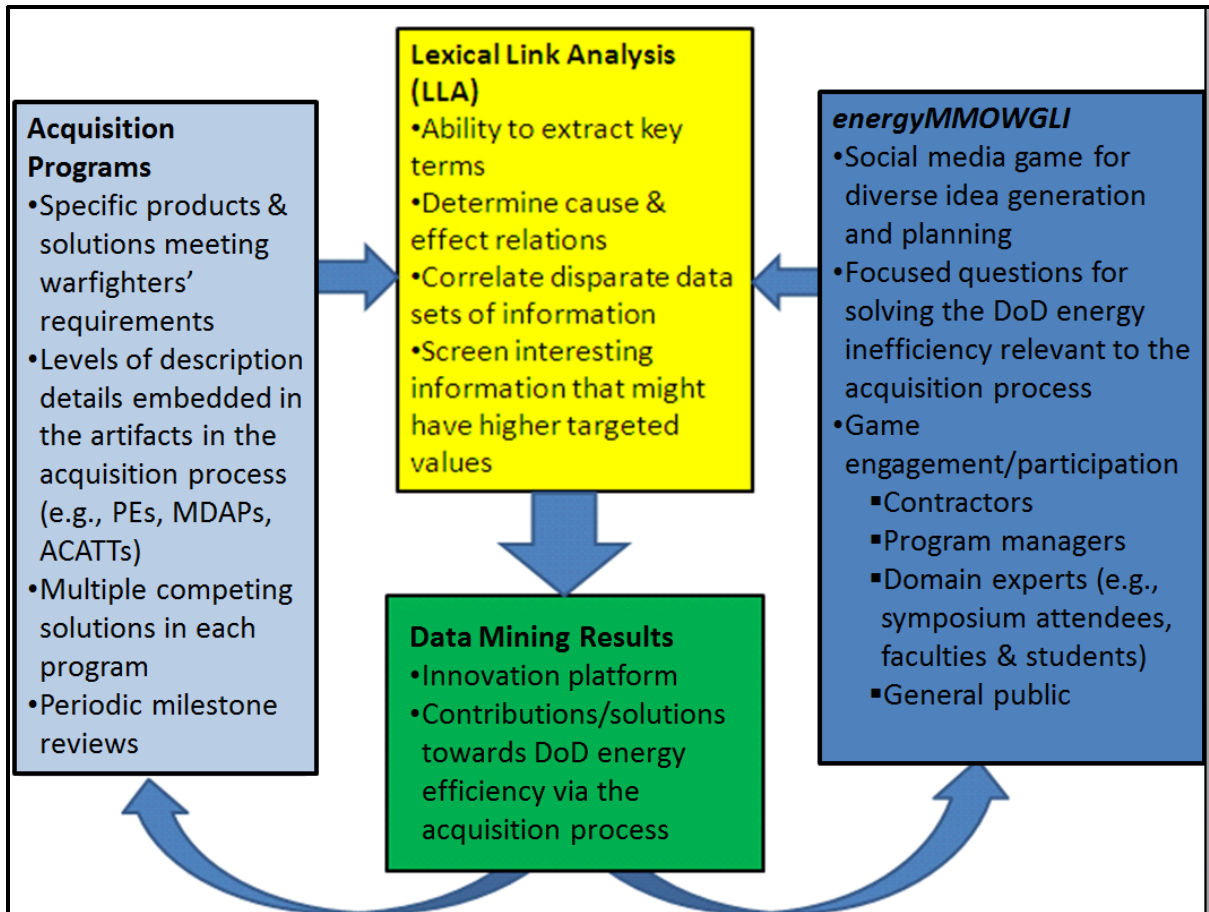 Acquisition
Programs
•Specific products &
solutions meeting
warfighters’
requirements
•Levels of description
details embedded in
the artifacts in the
acquisition process
(e.g., PEs, MDAPs,
ACATTs)
•Multiple competing
solutions in each
program
•Periodic milestone
reviews
Lexical Link Analysis
(LLA)
•Ability to extract key
terms
•Determine cause &
effect relations
•Correlate disparate data
sets of information
•Screen interesting
information that might
have higher targeted
values
energyMMOWGLI
•Social media game for
diverse idea generation
and planning
•Focused questions for
solving the DoD energy
inefficiency relevant to the
acquisition process
•Game
engagement/participation
▪Contractors
▪Program managers
▪Domain experts (e.g.,
symposium attendees,
faculties & students)
▪General public
Data Mining Results
•Innovation platform
•Contributions/solutions
towards DoD energy
efficiency via the
acquisition process